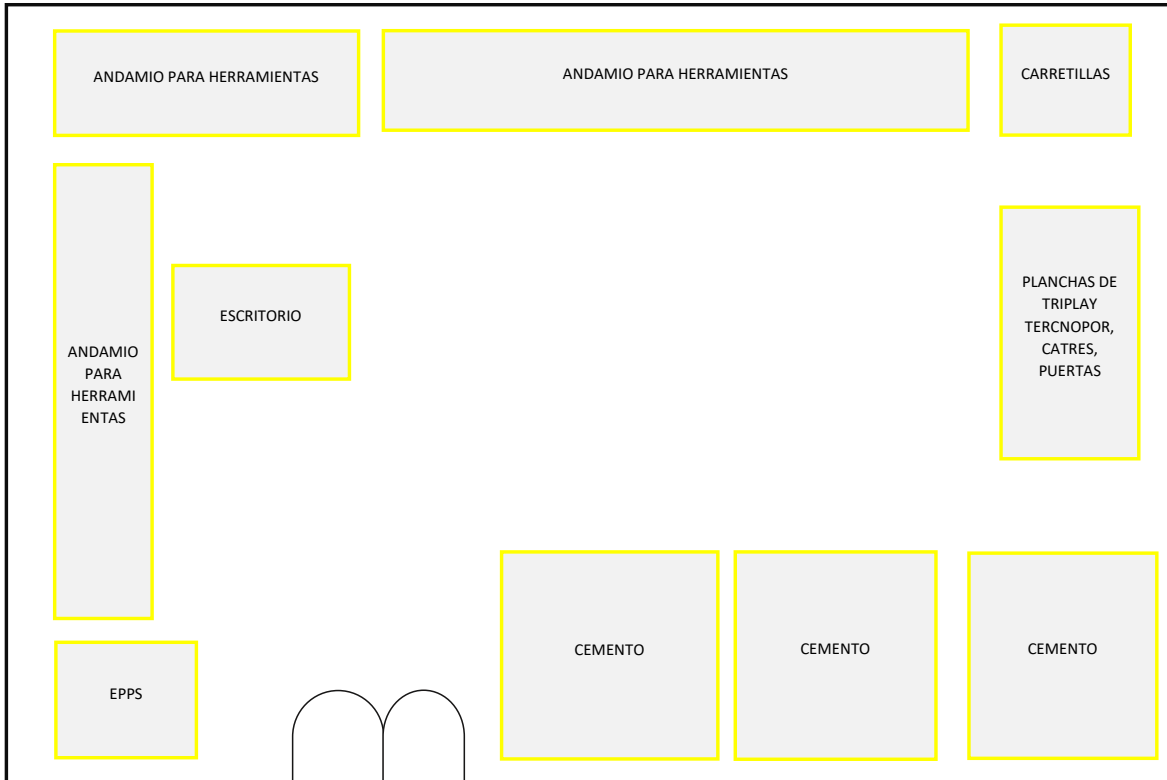 ANDAMIO PARA HERRAMIENTAS
ANDAMIO PARA HERRAMIENTAS
CARRETILLAS
ANDAMIO
PARA
HERRAMI
ENTAS
ESCRITORIO
PLANCHAS DE
TRIPLAY
TERCNOPOR,
CATRES,
PUERTAS
EPPS
CEMENTO
CEMENTO
CEMENTO